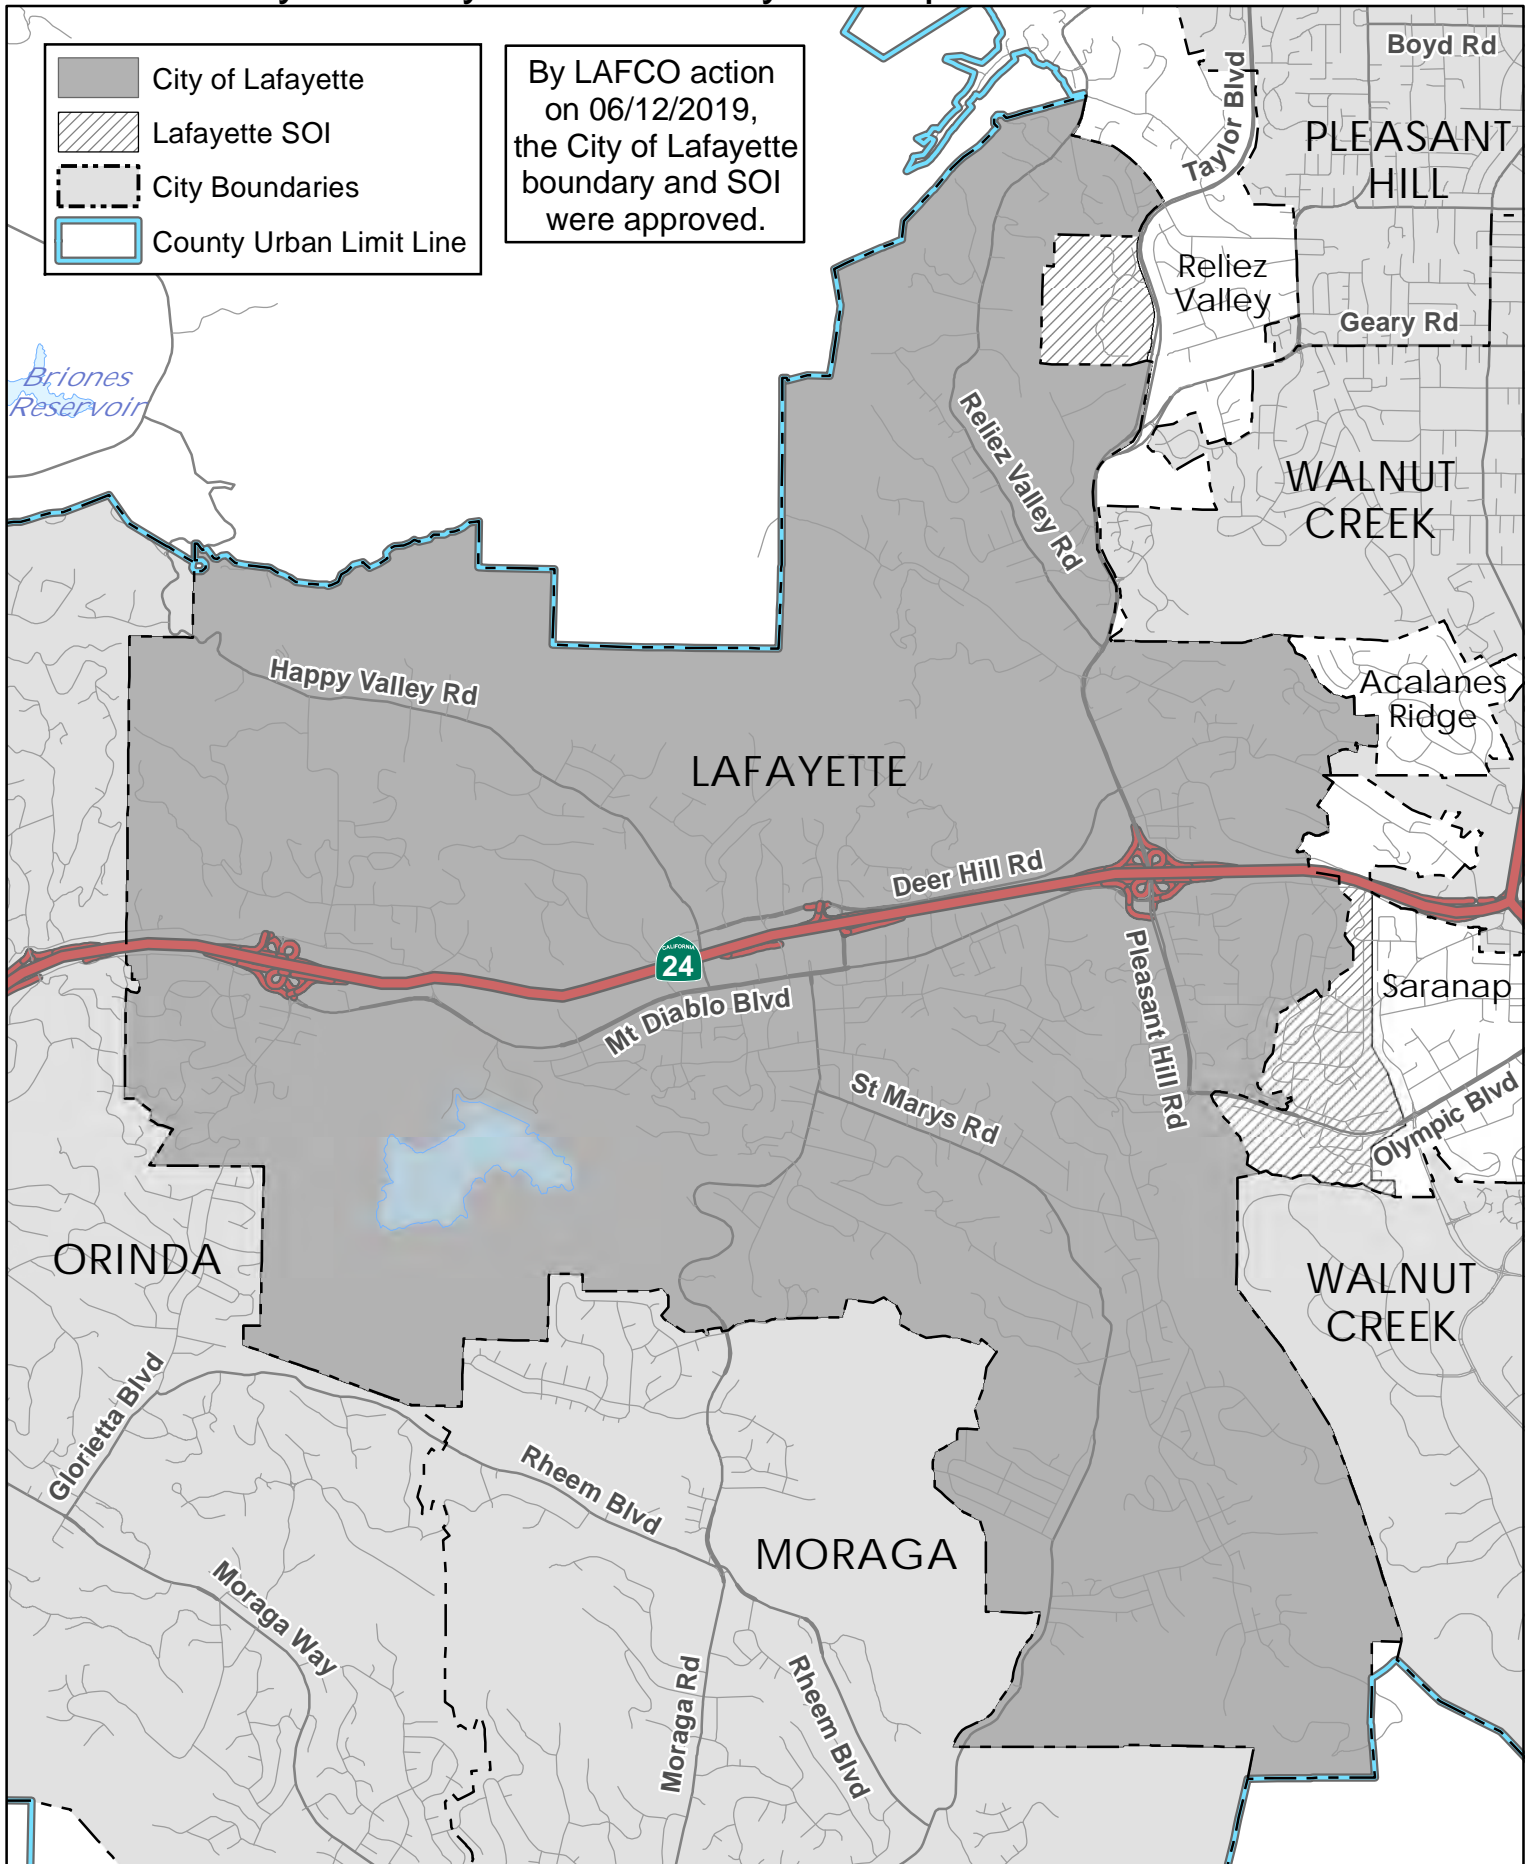 City of Lafayette
Lafayette SOI
City Boundaries
County Urban Limit Line
By LAFCO action
on 06/12/2019,
the City of Lafayette
boundary and SOI
were approved.
Boyd Rd
Taylor Blvd
PLEASANT
HILL
Reliez
Valley
Geary Rd
Briones
Reservoir
Reliez Valley Rd
WALNUT
CREEK
Happy Valley Rd
Acalanes
Ridge
LAFAYETTE
Deer Hill Rd
CALIFORNIA
24
Mt Diablo Blvd
Pleasant Hill Rd
Saranap
St Marys Rd
Olympic Blvd
ORINDA
WALNUT
CREEK
Glorietta Blvd
Rheem Blvd
MORAGA
Moraga Way
Moraga Rd
Rheem Blvd